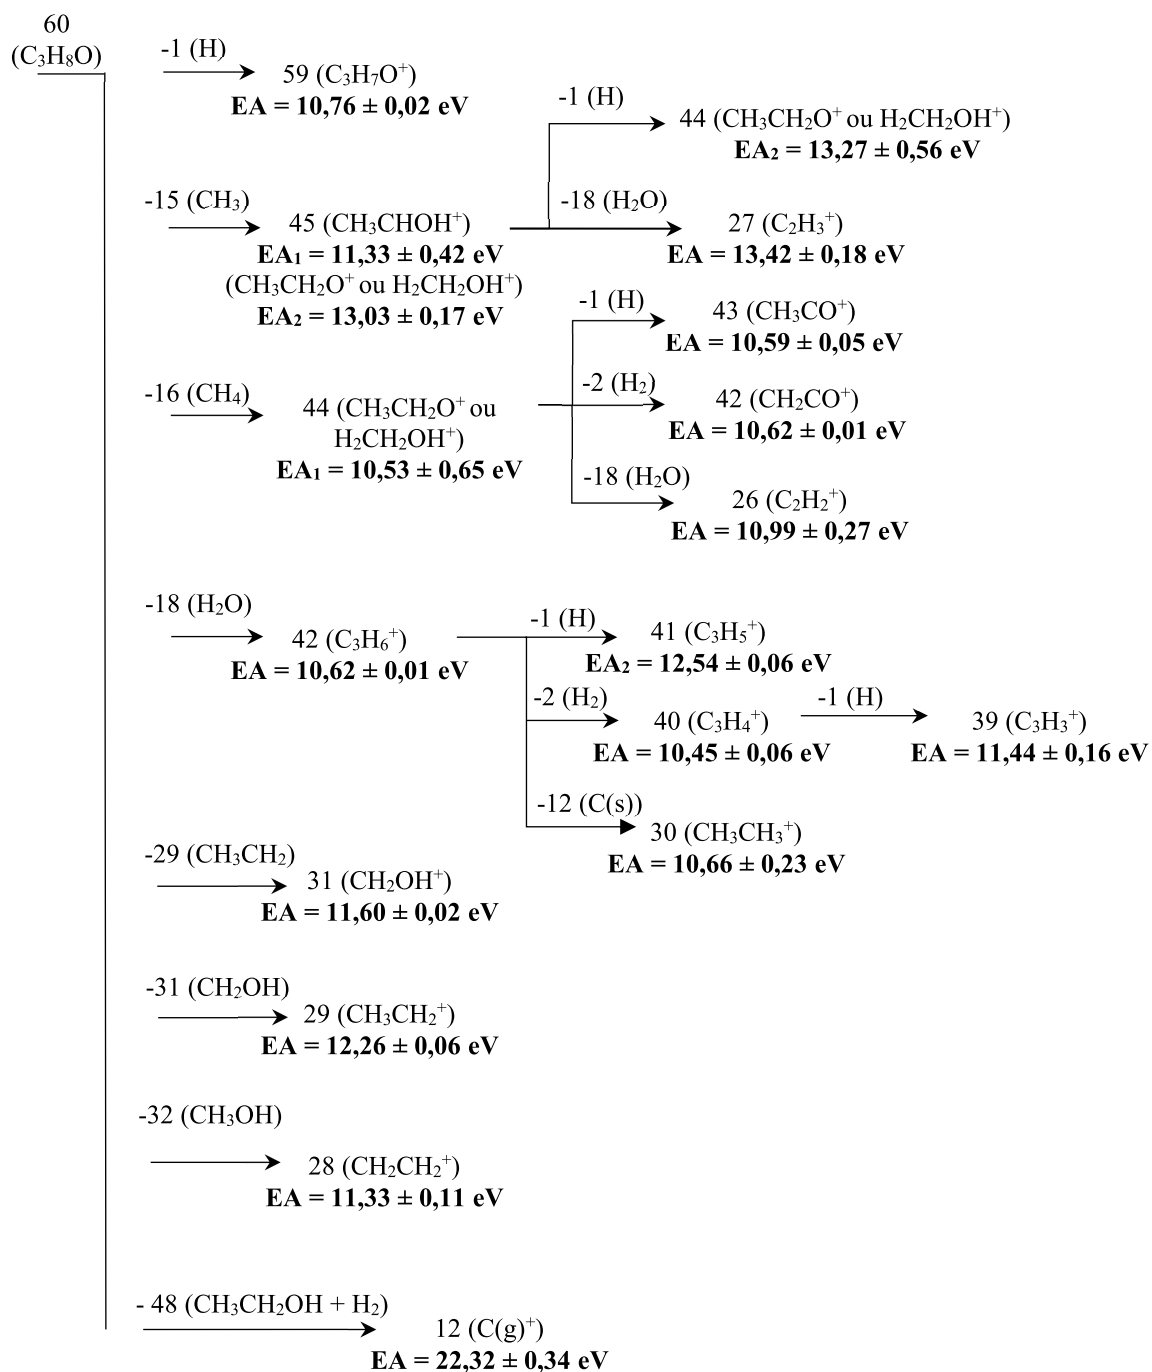 60
(C₃H₈O)
-1 (H)
59 (C₃H₇O⁺)
EA = 10,76 ± 0,02 eV
-1 (H)
44 (CH₃CH₂O⁺ ou H₂CH₂OH⁺)
EA₂ = 13,27 ± 0,56 eV
-15 (CH₃)
45 (CH₃CHOH⁺)
EA₁ = 11,33 ± 0,42 eV
(CH₃CH₂O⁺ ou H₂CH₂OH⁺)
EA₂ = 13,03 ± 0,17 eV
-18 (H₂O)
27 (C₂H₃⁺)
EA = 13,42 ± 0,18 eV
-1 (H)
43 (CH₃CO⁺)
EA = 10,59 ± 0,05 eV
-16 (CH₄)
44 (CH₃CH₂O⁺ ou
H₂CH₂OH⁺)
EA₁ = 10,53 ± 0,65 eV
-2 (H₂)
42 (CH₂CO⁺)
EA = 10,62 ± 0,01 eV
-18 (H₂O)
26 (C₂H₂⁺)
EA = 10,99 ± 0,27 eV
-18 (H₂O)
42 (C₃H₆⁺)
EA = 10,62 ± 0,01 eV
-1 (H)
41 (C₃H₅⁺)
EA₂ = 12,54 ± 0,06 eV
-2 (H₂)
40 (C₃H₄⁺)
EA = 10,45 ± 0,06 eV
-1 (H)
39 (C₃H₃⁺)
EA = 11,44 ± 0,16 eV
-12 (C(s))
30 (CH₃CH₃⁺)
EA = 10,66 ± 0,23 eV
-29 (CH₃CH₂)
31 (CH₂OH⁺)
EA = 11,60 ± 0,02 eV
-31 (CH₂OH)
29 (CH₃CH₂⁺)
EA = 12,26 ± 0,06 eV
-32 (CH₃OH)
28 (CH₂CH₂⁺)
EA = 11,33 ± 0,11 eV
- 48 (CH₃CH₂OH + H₂)
12 (C(g)⁺)
EA = 22,32 ± 0,34 eV